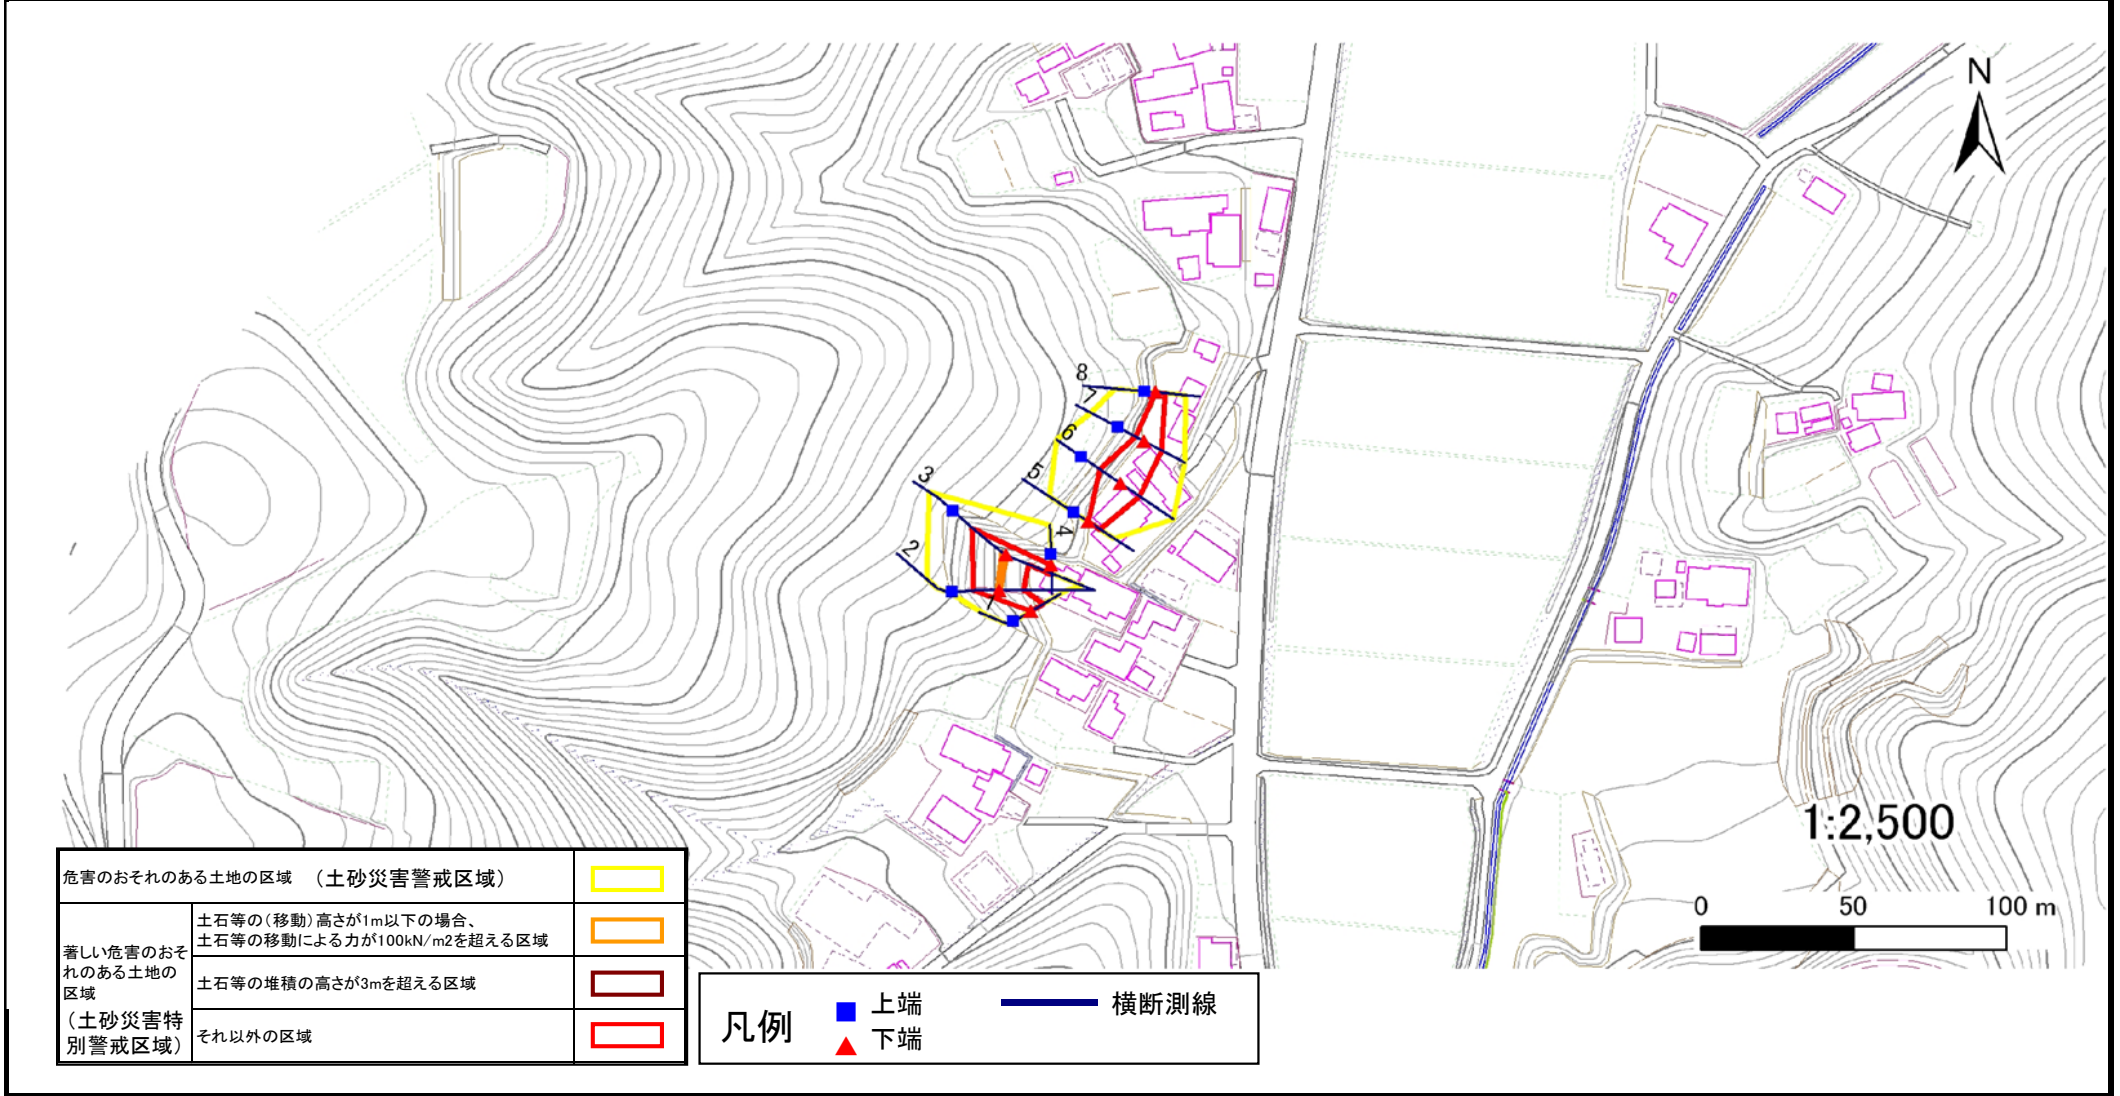 N
8
7
6
5
3
4
2
1:2,500
0 50 100 m
危害のおそれのある土地の区域 （土砂災害警戒区域）
著しい危害のおそ
れのある土地の
区域
（土砂災害特
別警戒区域）
土石等の（移動）高さが1m以下の場合、
土石等の移動による力が100kN/m2を超える区域
土石等の堆積の高さが3mを超える区域
それ以外の区域
凡例
上端
下端
横断測線